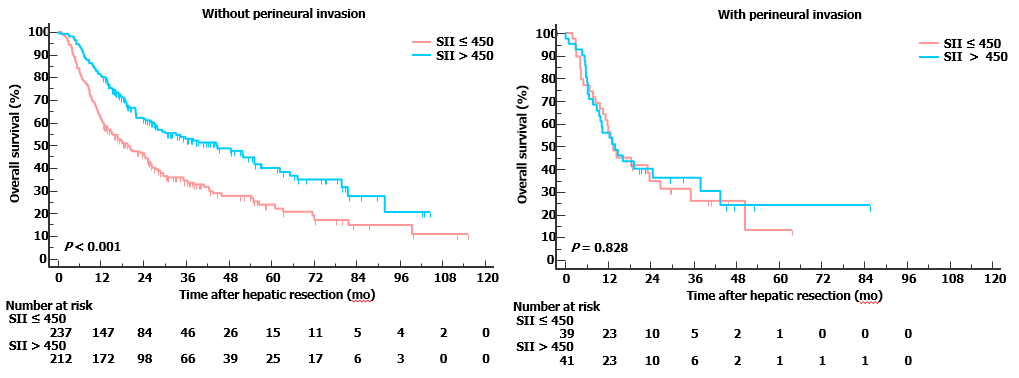 Without perineural invasion
100
90
80
70
60
50
40
30
20
10
0
Overall survival (%)
SII ≤ 450
SII > 450
P < 0.001
0 12 24 36 48 60 72 84 96 108 120
Time after hepatic resection (mo)
Number at risk
SII ≤ 450
237 147 84 46 26 15 11 5 4 2 0
SII > 450
212 172 98 66 39 25 17 6 3 0 0
With perineural invasion
100
90
80
70
60
50
40
30
20
10
0
Overall survival (%)
SII ≤ 450
SII > 450
P = 0.828
0 12 24 36 48 60 72 84 96 108 120
Time after hepatic resection (mo)
Number at risk
SII ≤ 450
39 23 10 5 2 1 0 0 0
SII > 450
41 23 10 6 2 1 1 1 0